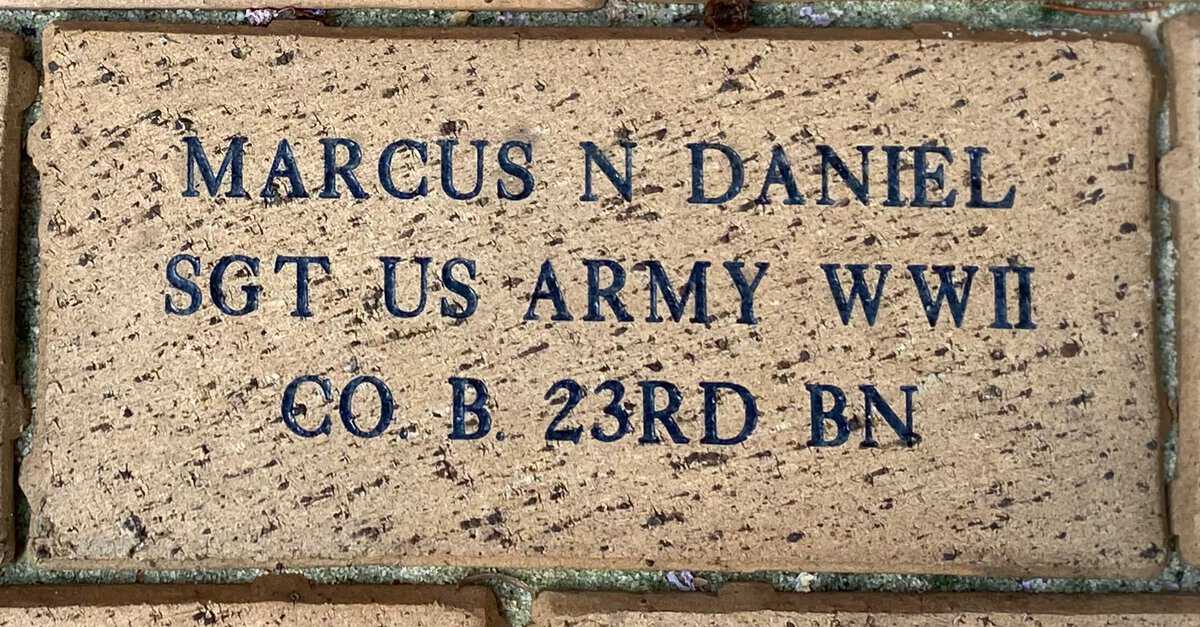 MARCUS N DANIEL
SGT US ARMY WWII
CO. B. 23RD BN